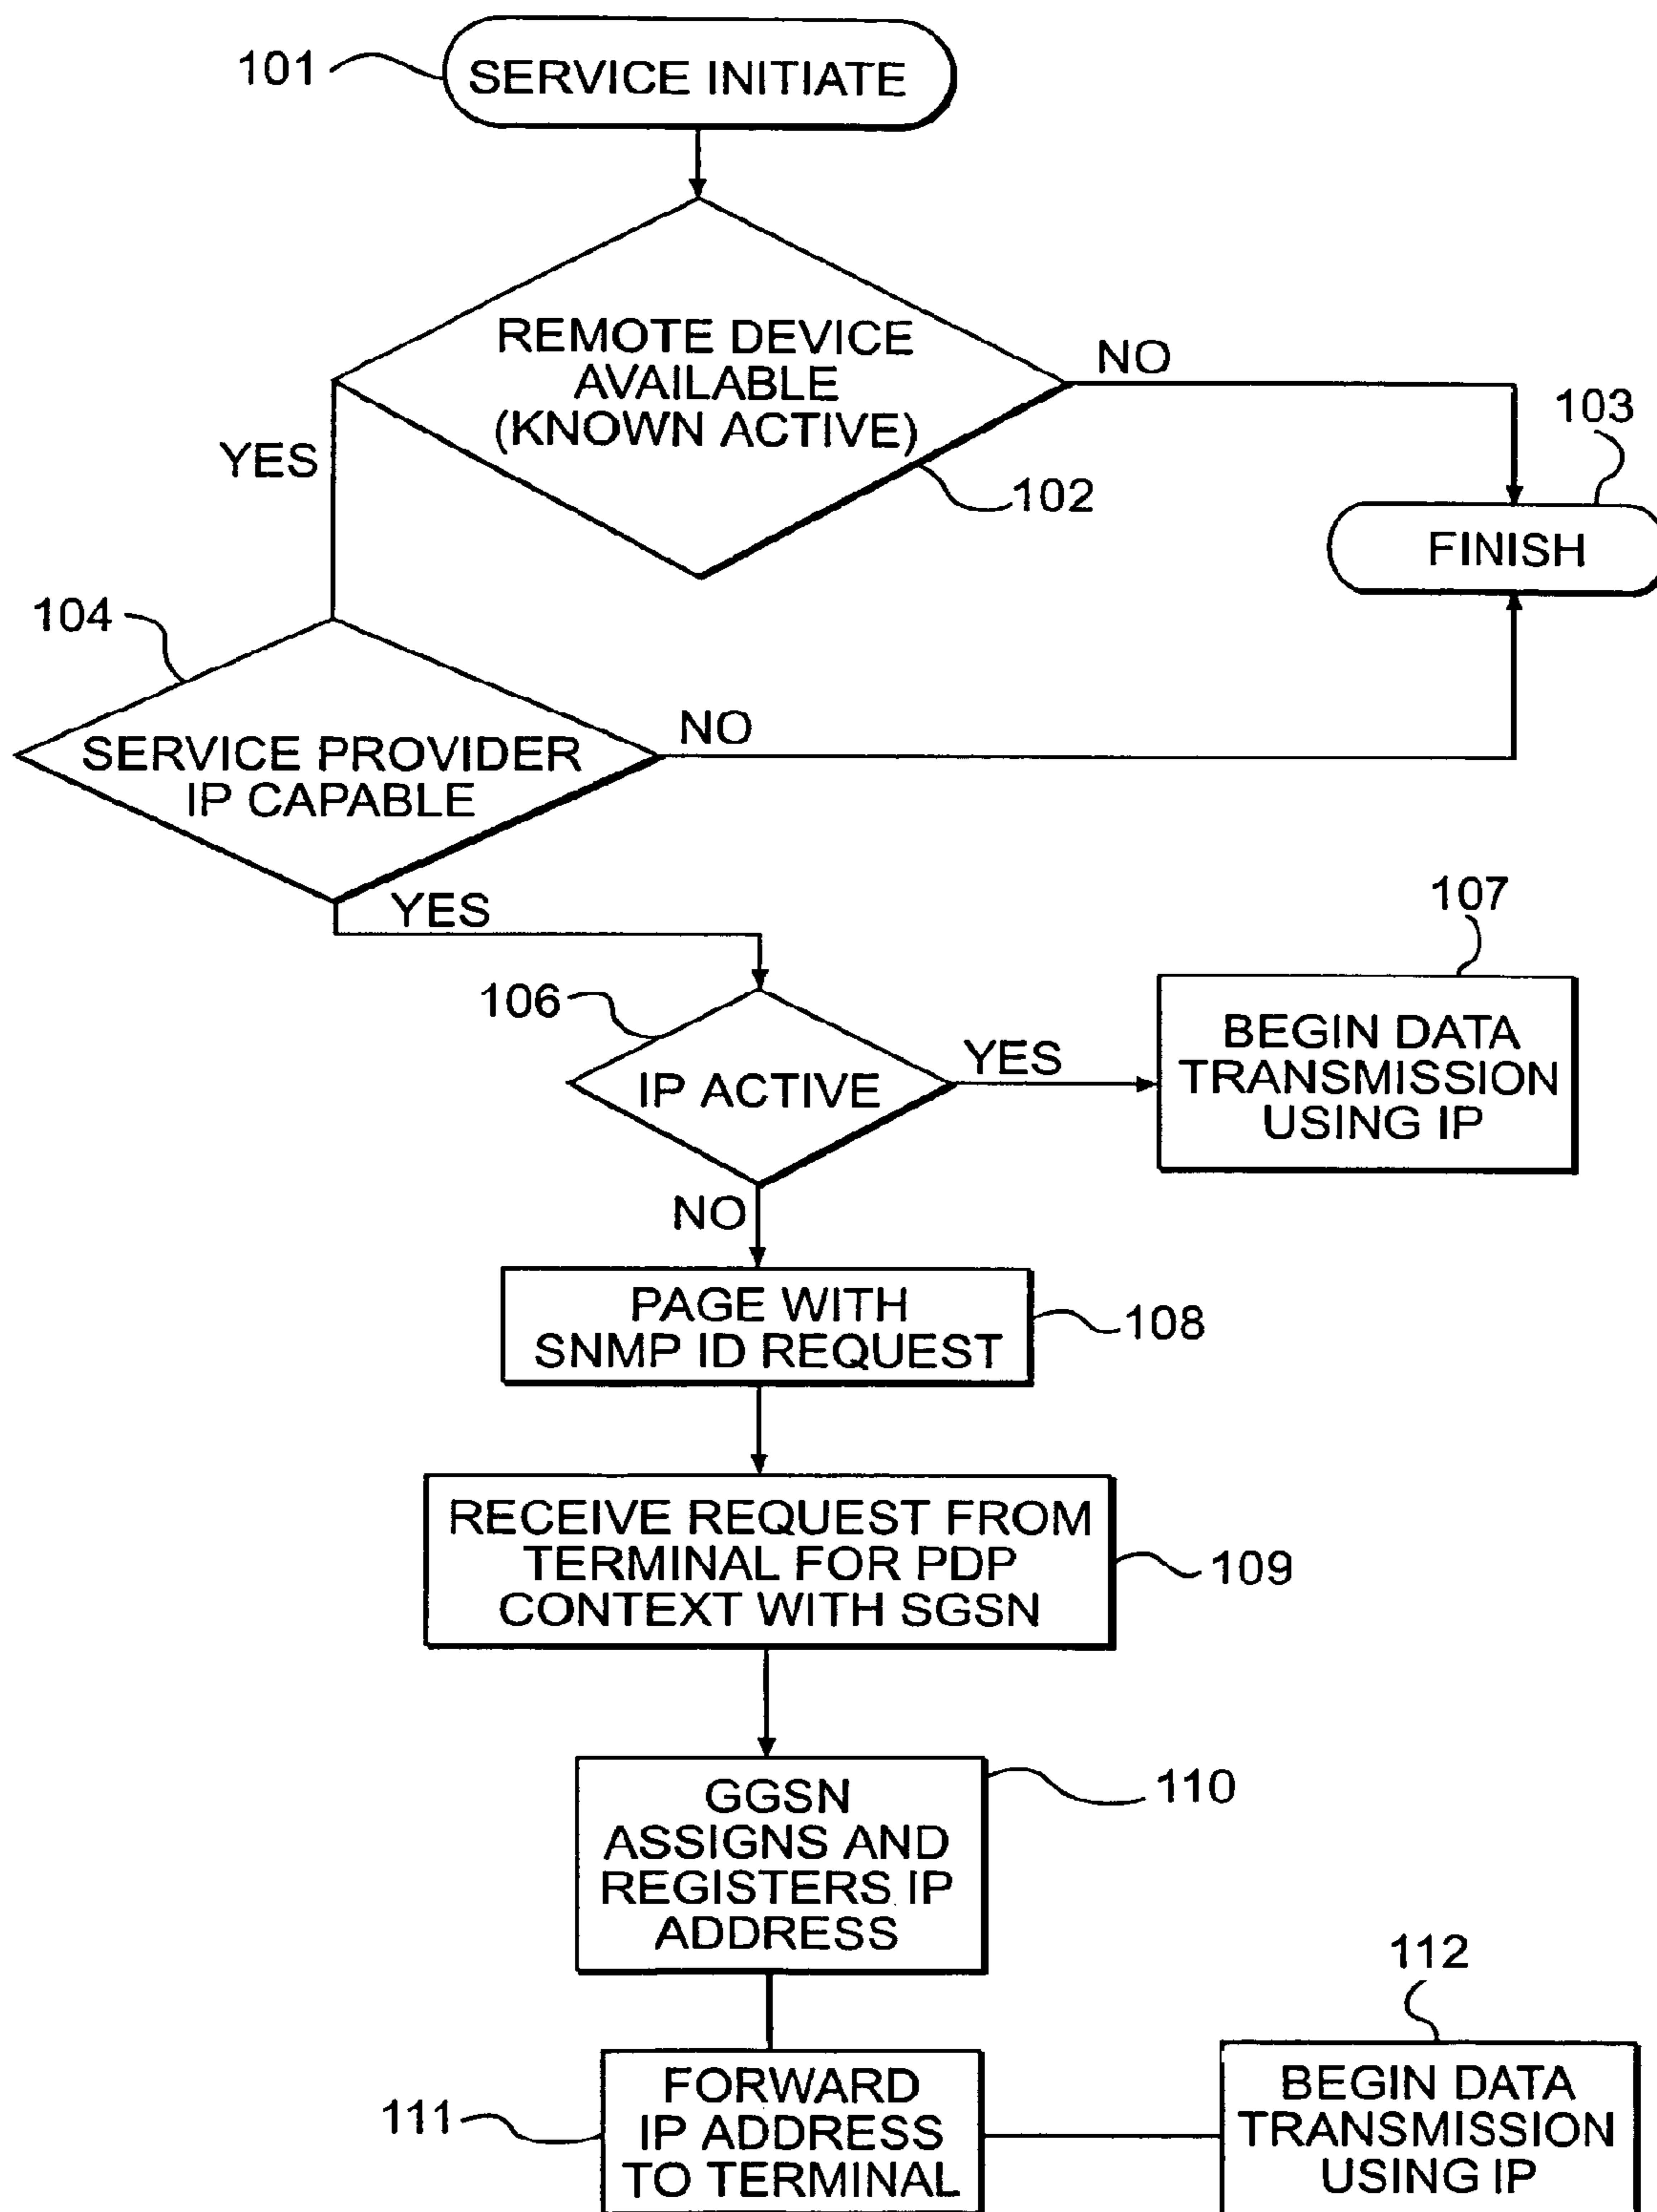 101
SERVICE INITIATE
REMOTE DEVICE
AVAILABLE
(KNOWN ACTIVE)
NO
103
YES
102
FINISH
104
SERVICE PROVIDER
IP CAPABLE
NO
YES
107
106
IP ACTIVE
YES
BEGIN DATA
TRANSMISSION
USING IP
NO
PAGE WITH
SNMP ID REQUEST
108
RECEIVE REQUEST FROM
TERMINAL FOR PDP
CONTEXT WITH SGSN
109
GGSN
ASSIGNS AND
REGISTERS IP
ADDRESS
110
112
111
FORWARD
IP ADDRESS
TO TERMINAL
BEGIN DATA
TRANSMISSION
USING IP